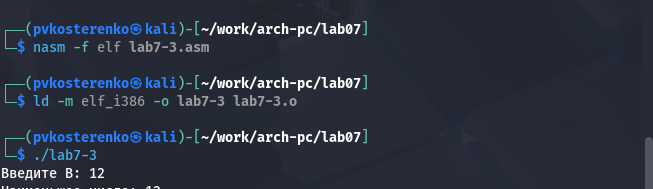 ┌──(pvkosterenko㉿kali)-[~/work/arch-pc/lab07]
└─$ nasm -f elf lab7-3.asm
┌──(pvkosterenko㉿kali)-[~/work/arch-pc/lab07]
└─$ ld -m elf_i386 -o lab7-3 lab7-3.o
┌──(pvkosterenko㉿kali)-[~/work/arch-pc/lab07]
└─$ ./lab7-3
Введите В: 12